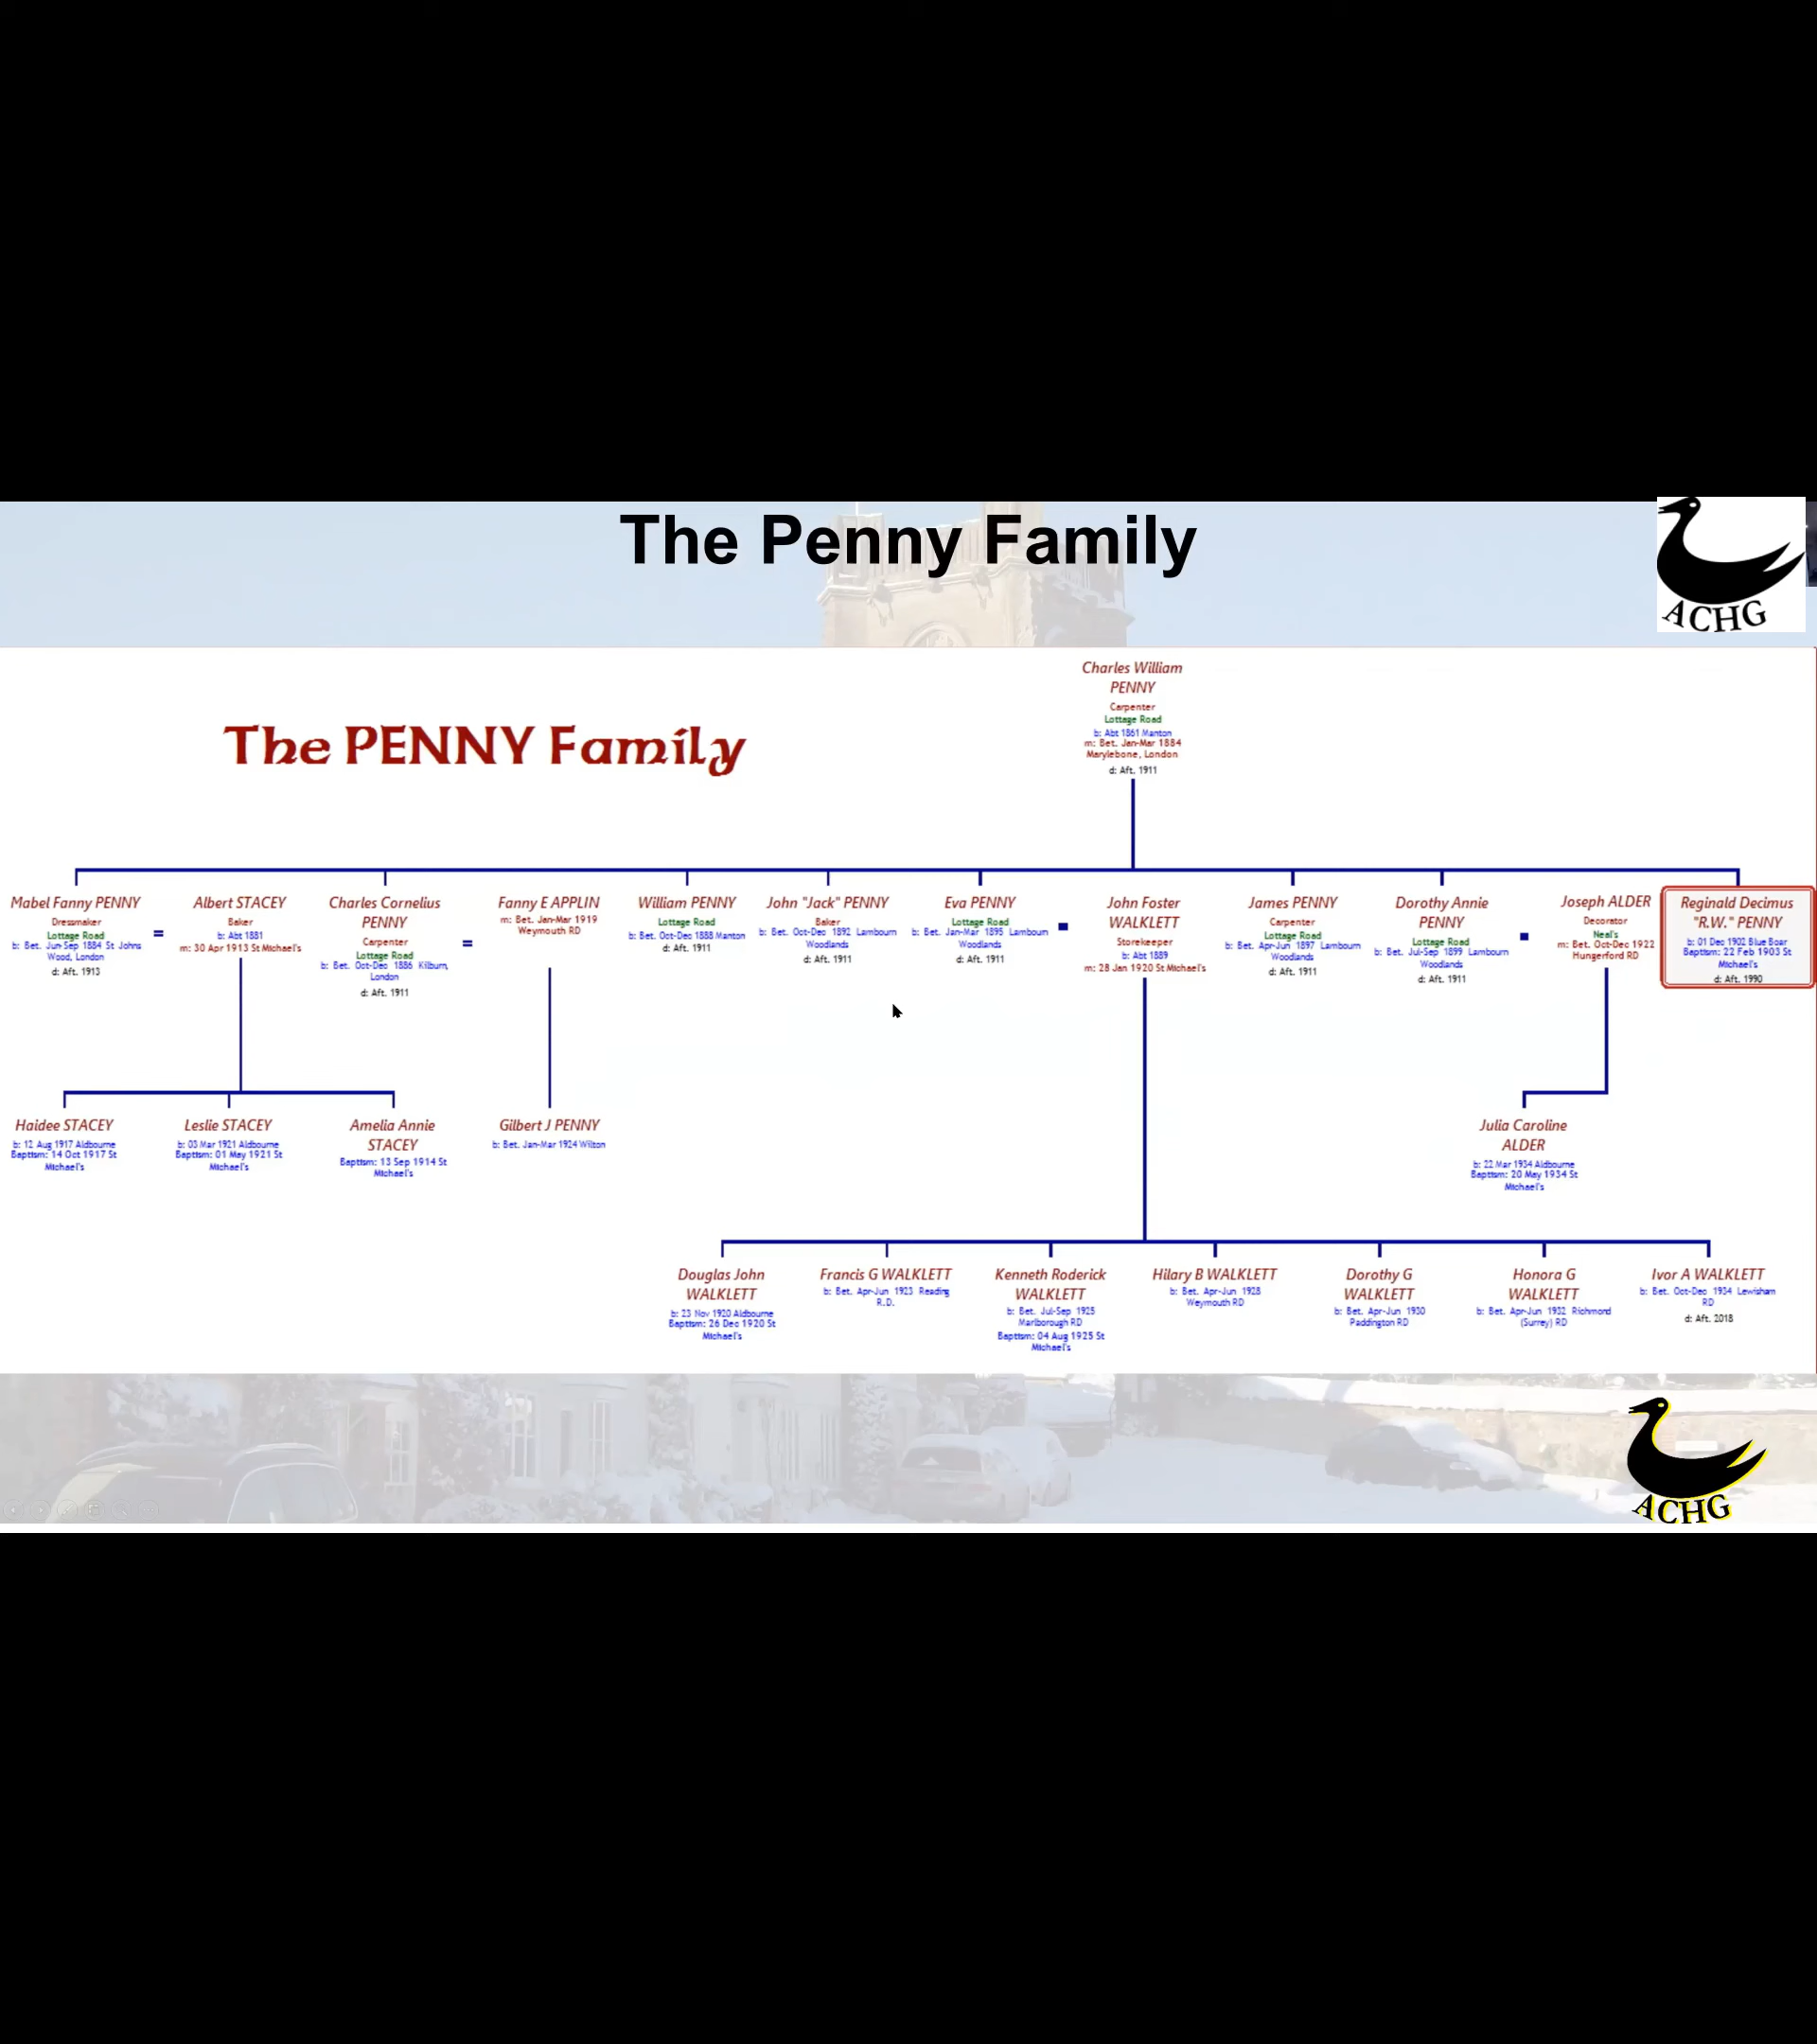 The Penny Family
ACHG
The PENNY Family
Charles William
PENNY
Carpenter
Lottage Road
b: Abt 1861 Manton
m: Bet. Jan-Mar 1884
Marylebone, London
d: Aft. 1911
Mabel Fanny PENNY
Dressmaker
Lottage Road
b: Bet. Jun-Sep 1884 St Johns
Wood, London
d: Aft. 1913
=
Albert STACEY
Baker
b: Abt 1881
m: 30 Apr 1913 St Michael's
Charles Cornelius
PENNY
Carpenter
Lottage Road
b: Bet. Oct-Dec 1886 Kilburn,
London
d: Aft. 1911
=
Fanny E APPLIN
m: Bet. Jan-Mar 1919
Weymouth RD
William PENNY
Lottage Road
b: Bet. Oct-Dec 1888 Manton
d: Aft. 1911
John "Jack" PENNY
Baker
b: Bet. Oct-Dec 1892 Lambourn
Woodlands
d: Aft. 1911
Eva PENNY
Lottage Road
b: Bet. Jan-Mar 1895 Lambourn
Woodlands
d: Aft. 1911
=
John Foster
WALKLETT
Storekeeper
b: Abt 1889
m: 28 Jan 1920 St Michael's
James PENNY
Carpenter
Lottage Road
b: Bet. Apr-Jun 1897 Lambourn
Woodlands
d: Aft. 1911
Dorothy Annie
PENNY
Lottage Road
b: Bet. Jul-Sep 1899 Lambourn
Woodlands
d: Aft. 1911
=
Joseph ALDER
Decorator
Neal's
m: Bet. Oct-Dec 1922
Hungerford RD
Reginald Decimus
"R.W." PENNY
b: 01 Dec 1902 Blue Boar
Baptism: 22 Feb 1903 St
Michael's
d: Aft. 1990
Haidee STACEY
b: 12 Aug 1917 Aldbourne
Baptism: 14 Oct 1917 St
Michael's
Leslie STACEY
b: 03 Mar 1921 Aldbourne
Baptism: 01 May 1921 St
Michael's
Amelia Annie
STACEY
Baptism: 13 Sep 1914 St
Michael's
Gilbert J PENNY
b: Bet. Jan-Mar 1924 Wilton
Julia Caroline
ALDER
b: 22 Mar 1934 Aldbourne
Baptism: 20 May 1934 St
Michael's
Douglas John
WALKLETT
b: 23 Nov 1920 Aldbourne
Baptism: 26 Dec 1920 St
Michael's
Francis G WALKLETT
b: Bet. Apr-Jun 1923 Reading
R.D.
Kenneth Roderick
WALKLETT
b: Bet. Jul-Sep 1925
Marlborough RD
Baptism: 04 Aug 1925 St
Michael's
Hilary B WALKLETT
b: Bet. Apr-Jun 1928
Weymouth RD
Dorothy G
WALKLETT
b: Bet. Apr-Jun 1930
Paddington RD
Honora G
WALKLETT
b: Bet. Apr-Jun 1932 Richmond
(Surrey) RD
Ivor A WALKLETT
b: Bet. Oct-Dec 1934 Lewisham
RD
d: Aft. 2018
ACHG